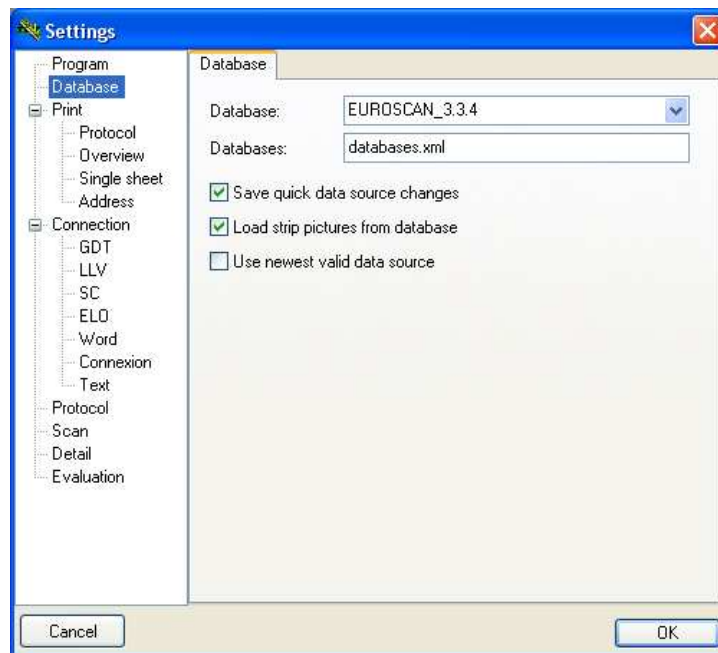 Settings
Program
Database
Print
Protocol
Overview
Single sheet
Address
Connection
GDT
LLV
SC
ELO
Word
Connexion
Text
Protocol
Scan
Detail
Evaluation
Database
Database: EUROSCAN_3.3.4
Databases: databases.xml
Save quick data source changes
Load strip pictures from database
Use newest valid data source
Cancel
OK